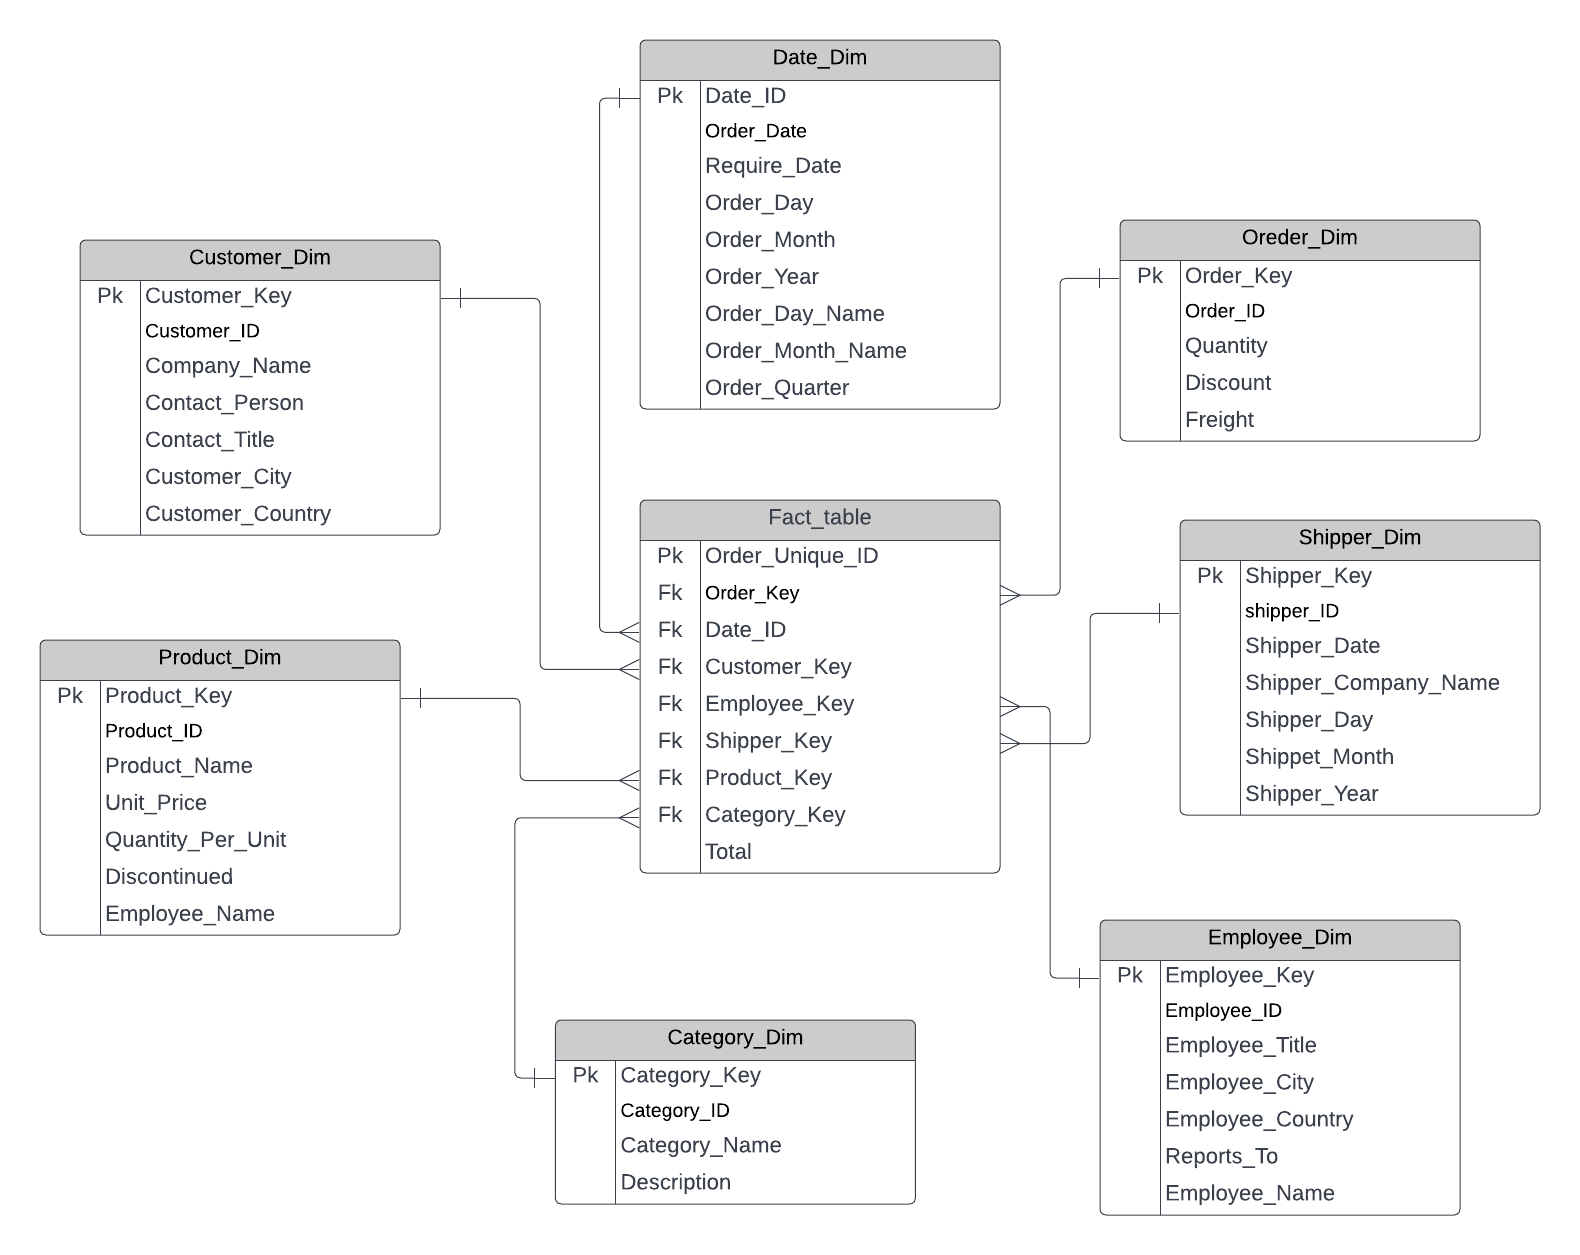 Date_Dim
Pk Date_ID
Order_Date
Require_Date
Order_Day
Order_Month
Order_Year
Order_Day_Name
Order_Month_Name
Order_Quarter
Customer_Dim
Pk Customer_Key
Customer_ID
Company_Name
Contact_Person
Contact_Title
Customer_City
Customer_Country
Oreder_Dim
Pk Order_Key
Order_ID
Quantity
Discount
Freight
Fact_table
Pk Order_Unique_ID
Fk Order_Key
Fk Date_ID
Fk Customer_Key
Fk Employee_Key
Fk Shipper_Key
Fk Product_Key
Fk Category_Key
Total
Shipper_Dim
Pk Shipper_Key
shipper_ID
Shipper_Date
Shipper_Company_Name
Shipper_Day
Shippet_Month
Shipper_Year
Product_Dim
Pk Product_Key
Product_ID
Product_Name
Unit_Price
Quantity_Per_Unit
Discontinued
Employee_Name
Employee_Dim
Pk Employee_Key
Employee_ID
Employee_Title
Employee_City
Employee_Country
Reports_To
Employee_Name
Category_Dim
Pk Category_Key
Category_ID
Category_Name
Description